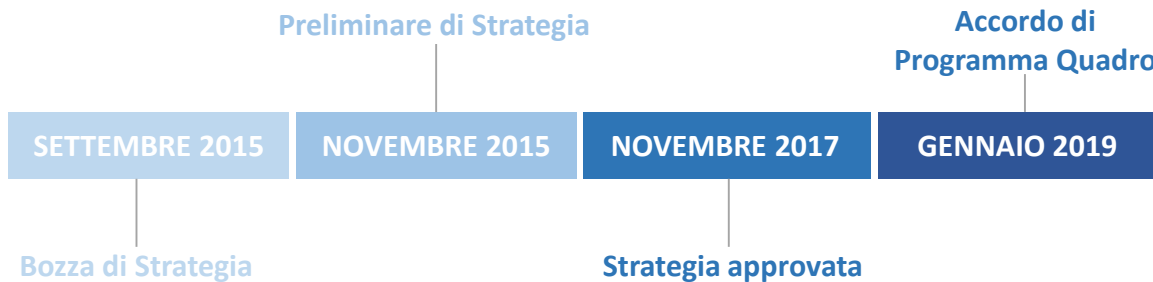 Preliminare di Strategia
Accordo di
Programma Quadro
SETTEMBRE 2015
NOVEMBRE 2015
NOVEMBRE 2017
GENNAIO 2019
Bozza di Strategia
Strategia approvata